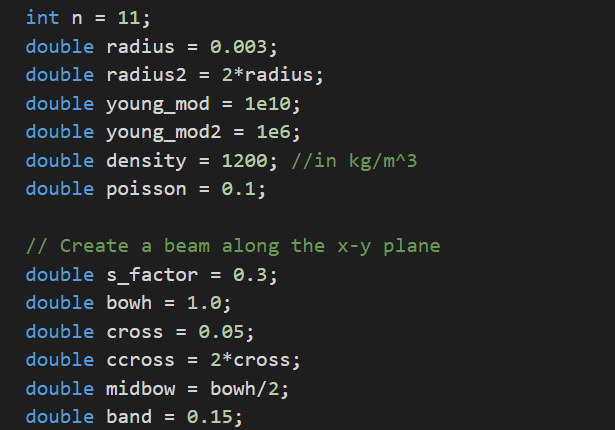 int n = 11;
double radius = 0.003;
double radius2 = 2*radius;
double young_mod = 1e10;
double young_mod2 = 1e6;
double density = 1200; //in kg/m^3
double poisson = 0.1;
// Create a beam along the x-y plane
double s_factor = 0.3;
double bowh = 1.0;
double cross = 0.05;
double ccross = 2*cross;
double midbow = bowh/2;
double band = 0.15;